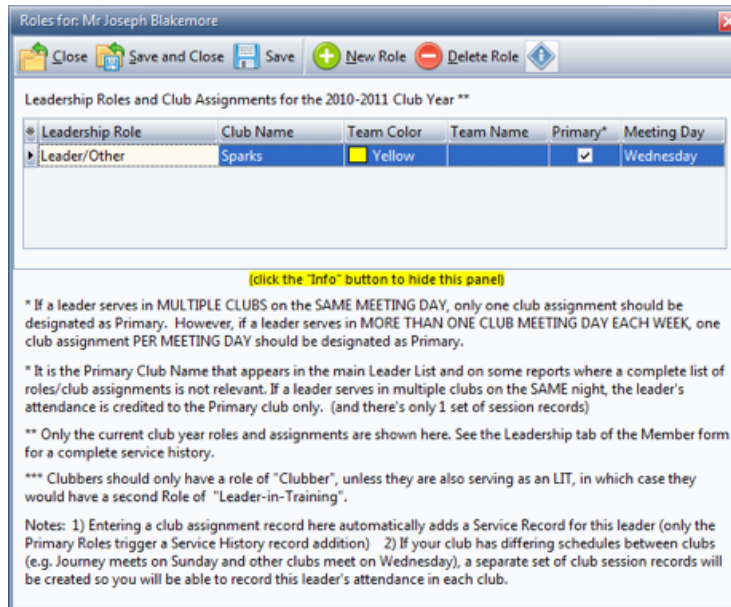 Roles for: Mr Joseph Blakemore
Close Save and Close Save New Role Delete Role
Leadership Roles and Club Assignments for the 2010-2011 Club Year **
Leadership Role Club Name Team Color Team Name Primary* Meeting Day
Leader/Other Sparks Yellow Wednesday
(click the "Info" button to hide this panel)
* If a leader serves in MULTIPLE CLUBS on the SAME MEETING DAY, only one club assignment should be
designated as Primary. However, if a leader serves in MORE THAN ONE CLUB MEETING DAY EACH WEEK, one
club assignment PER MEETING DAY should be designated as Primary.
* It is the Primary Club Name that appears in the main Leader List and on some reports where a complete list of
roles/club assignments is not relevant. If a leader serves in multiple clubs on the SAME night, the leader's
attendance is credited to the Primary club only. (and there's only 1 set of session records)
** Only the current club year roles and assignments are shown here. See the Leadership tab of the Member form
for a complete service history.
*** Clubbers should only have a role of "Clubber", unless they are also serving as an LIT, in which case they
would have a second Role of "Leader-in-Training".
Notes: 1) Entering a club assignment record here automatically adds a Service Record for this leader (only the
Primary Roles trigger a Service History record addition) 2) If your club has differing schedules between clubs
(e.g. Journey meets on Sunday and other clubs meet on Wednesday), a separate set of club session records will
be created so you will be able to record this leader's attendance in each club.